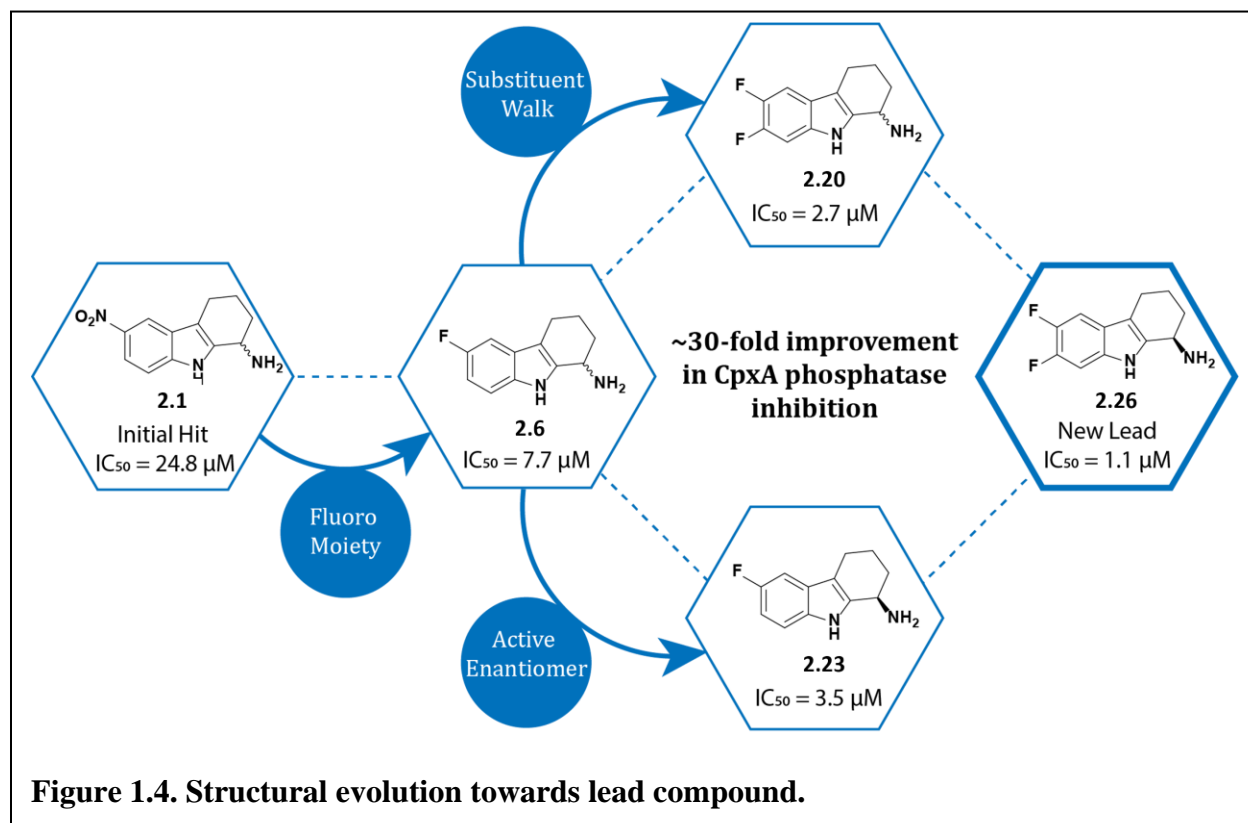 Substituent
Walk
F
F
N
H
NH₂
2.20
IC₅₀ = 2.7 µM
O₂N
N
H
NH₂
2.1
Initial Hit
IC₅₀ = 24.8 µM
Fluoro
Moiety
F
N
H
NH₂
2.6
IC₅₀ = 7.7 µM
~30-fold improvement
in CpxA phosphatase
inhibition
F
F
N
H
NH₂
2.26
New Lead
IC₅₀ = 1.1 µM
Active
Enantiomer
F
N
H
NH₂
2.23
IC₅₀ = 3.5 µM
Figure 1.4. Structural evolution towards lead compound.